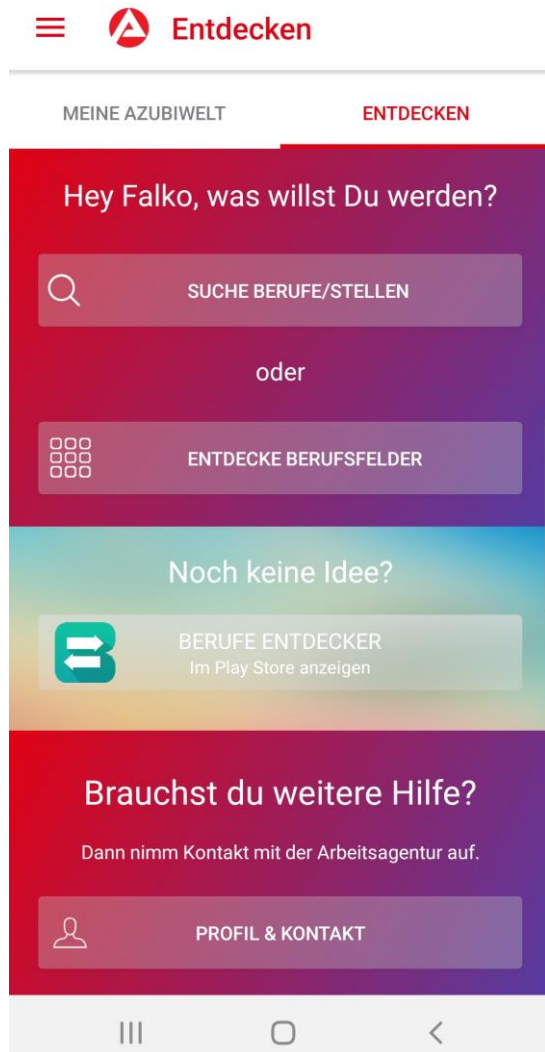 Entdecken
MEINE AZUBIWELT
ENTDECKEN
Hey Falko, was willst Du werden?
SUCHE BERUFE/STELLEN
oder
ENTDECKE BERUFSFELDER
Noch keine Idee?
BERUFE ENTDECKER
Im Play Store anzeigen
Brauchst du weitere Hilfe?
Dann nimm Kontakt mit der Arbeitsagentur auf.
PROFIL & KONTAKT